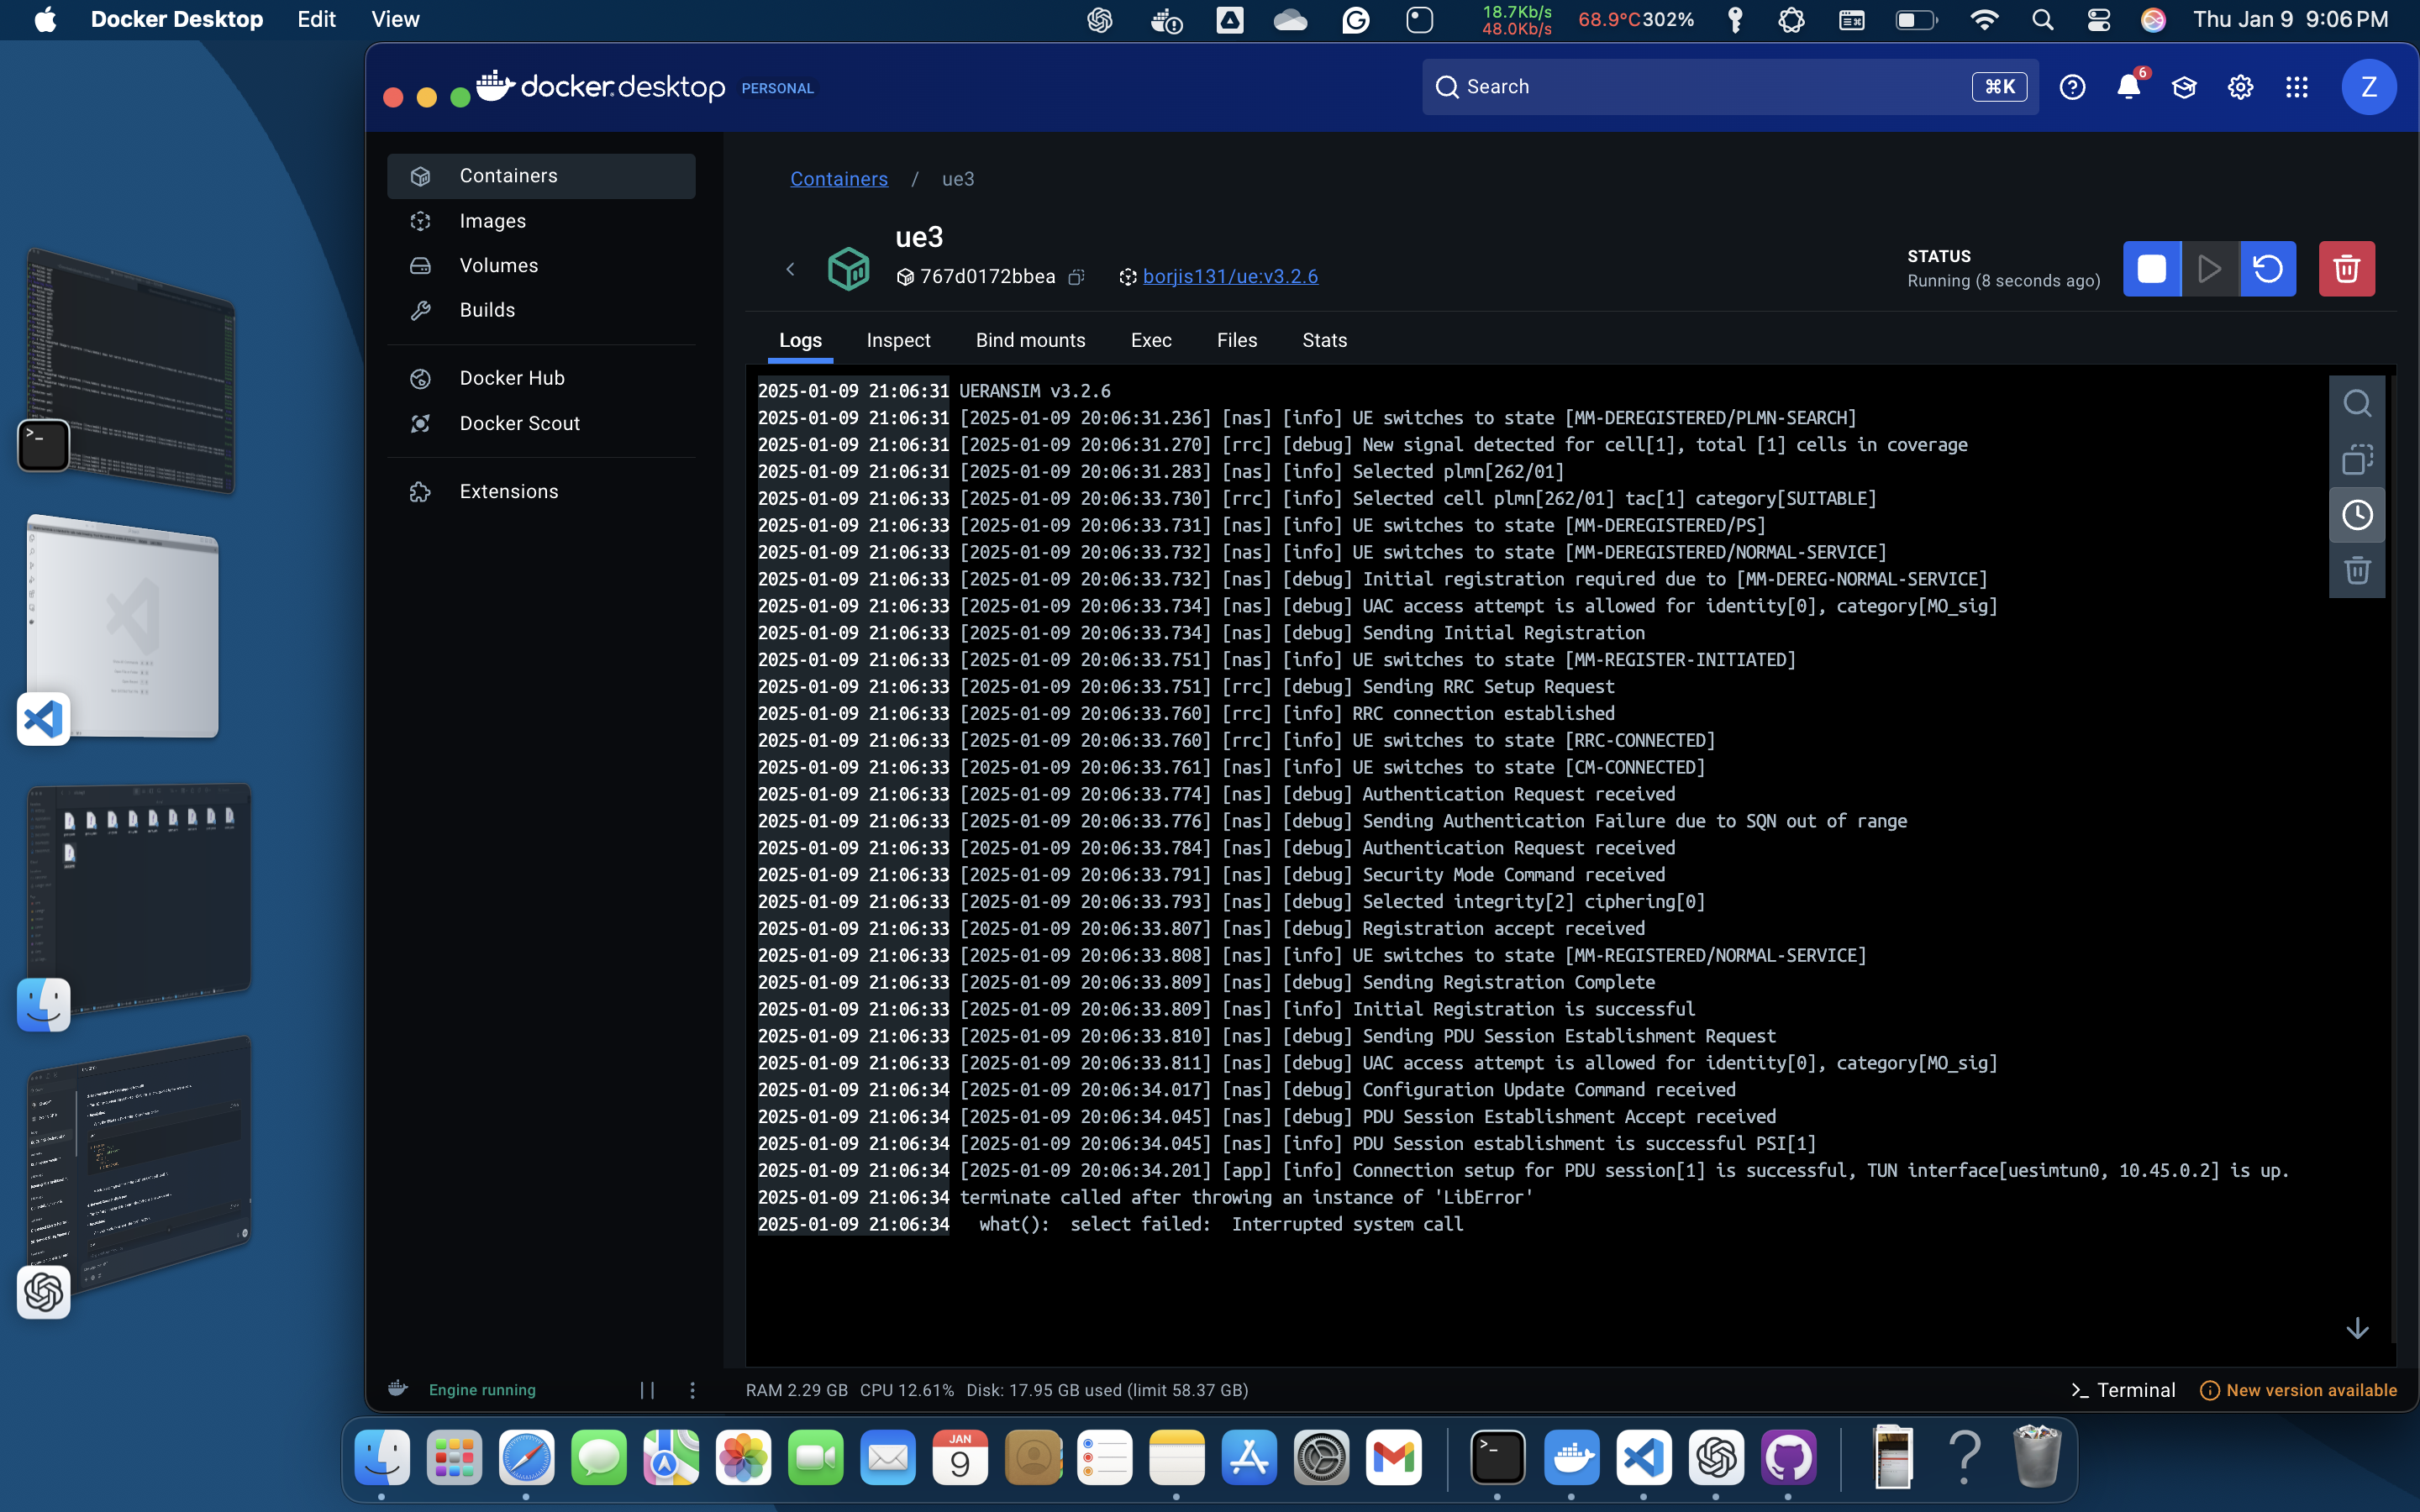 Docker Desktop Edit View
18.7Kb/s
48.0Kb/s
68.9°C 302%
Thu Jan 9 9:06 PM
docker.desktop PERSONAL
Search ⌘K
6
Z
Containers
Images
Volumes
Builds
Docker Hub
Docker Scout
Extensions
Containers / ue3
ue3
767d0172bbea borjis131/ue:v3.2.6
STATUS
Running (8 seconds ago)
Logs Inspect Bind mounts Exec Files Stats
2025-01-09 21:06:31 UERANSIM v3.2.6
2025-01-09 21:06:31 [2025-01-09 20:06:31.236] [nas] [info] UE switches to state [MM-DEREGISTERED/PLMN-SEARCH]
2025-01-09 21:06:31 [2025-01-09 20:06:31.270] [rrc] [debug] New signal detected for cell[1], total [1] cells in coverage
2025-01-09 21:06:31 [2025-01-09 20:06:31.283] [nas] [info] Selected plmn[262/01]
2025-01-09 21:06:33 [2025-01-09 20:06:33.730] [rrc] [info] Selected cell plmn[262/01] tac[1] category[SUITABLE]
2025-01-09 21:06:33 [2025-01-09 20:06:33.731] [nas] [info] UE switches to state [MM-DEREGISTERED/PS]
2025-01-09 21:06:33 [2025-01-09 20:06:33.732] [nas] [info] UE switches to state [MM-DEREGISTERED/NORMAL-SERVICE]
2025-01-09 21:06:33 [2025-01-09 20:06:33.732] [nas] [debug] Initial registration required due to [MM-DEREG-NORMAL-SERVICE]
2025-01-09 21:06:33 [2025-01-09 20:06:33.734] [nas] [debug] UAC access attempt is allowed for identity[0], category[MO_sig]
2025-01-09 21:06:33 [2025-01-09 20:06:33.734] [nas] [debug] Sending Initial Registration
2025-01-09 21:06:33 [2025-01-09 20:06:33.751] [nas] [info] UE switches to state [MM-REGISTER-INITIATED]
2025-01-09 21:06:33 [2025-01-09 20:06:33.751] [rrc] [debug] Sending RRC Setup Request
2025-01-09 21:06:33 [2025-01-09 20:06:33.760] [rrc] [info] RRC connection established
2025-01-09 21:06:33 [2025-01-09 20:06:33.760] [rrc] [info] UE switches to state [RRC-CONNECTED]
2025-01-09 21:06:33 [2025-01-09 20:06:33.761] [nas] [info] UE switches to state [CM-CONNECTED]
2025-01-09 21:06:33 [2025-01-09 20:06:33.774] [nas] [debug] Authentication Request received
2025-01-09 21:06:33 [2025-01-09 20:06:33.776] [nas] [debug] Sending Authentication Failure due to SQN out of range
2025-01-09 21:06:33 [2025-01-09 20:06:33.784] [nas] [debug] Authentication Request received
2025-01-09 21:06:33 [2025-01-09 20:06:33.791] [nas] [debug] Security Mode Command received
2025-01-09 21:06:33 [2025-01-09 20:06:33.793] [nas] [debug] Selected integrity[2] ciphering[0]
2025-01-09 21:06:33 [2025-01-09 20:06:33.807] [nas] [debug] Registration accept received
2025-01-09 21:06:33 [2025-01-09 20:06:33.808] [nas] [info] UE switches to state [MM-REGISTERED/NORMAL-SERVICE]
2025-01-09 21:06:33 [2025-01-09 20:06:33.809] [nas] [debug] Sending Registration Complete
2025-01-09 21:06:33 [2025-01-09 20:06:33.809] [nas] [info] Initial Registration is successful
2025-01-09 21:06:33 [2025-01-09 20:06:33.810] [nas] [debug] Sending PDU Session Establishment Request
2025-01-09 21:06:33 [2025-01-09 20:06:33.811] [nas] [debug] UAC access attempt is allowed for identity[0], category[MO_sig]
2025-01-09 21:06:34 [2025-01-09 20:06:34.017] [nas] [debug] Configuration Update Command received
2025-01-09 21:06:34 [2025-01-09 20:06:34.045] [nas] [debug] PDU Session Establishment Accept received
2025-01-09 21:06:34 [2025-01-09 20:06:34.045] [nas] [info] PDU Session establishment is successful PSI[1]
2025-01-09 21:06:34 [2025-01-09 20:06:34.201] [app] [info] Connection setup for PDU session[1] is successful, TUN interface[uesimtun0, 10.45.0.2] is up.
2025-01-09 21:06:34 terminate called after throwing an instance of 'LibError'
2025-01-09 21:06:34 what(): select failed: Interrupted system call
Engine running
RAM 2.29 GB CPU 12.61% Disk: 17.95 GB used (limit 58.37 GB)
Terminal
New version available
JAN
9